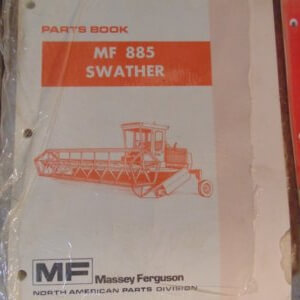 PARTS BOOK
MF 885
SWATHER
MF Massey Ferguson
NORTH AMERICAN PARTS DIVISION